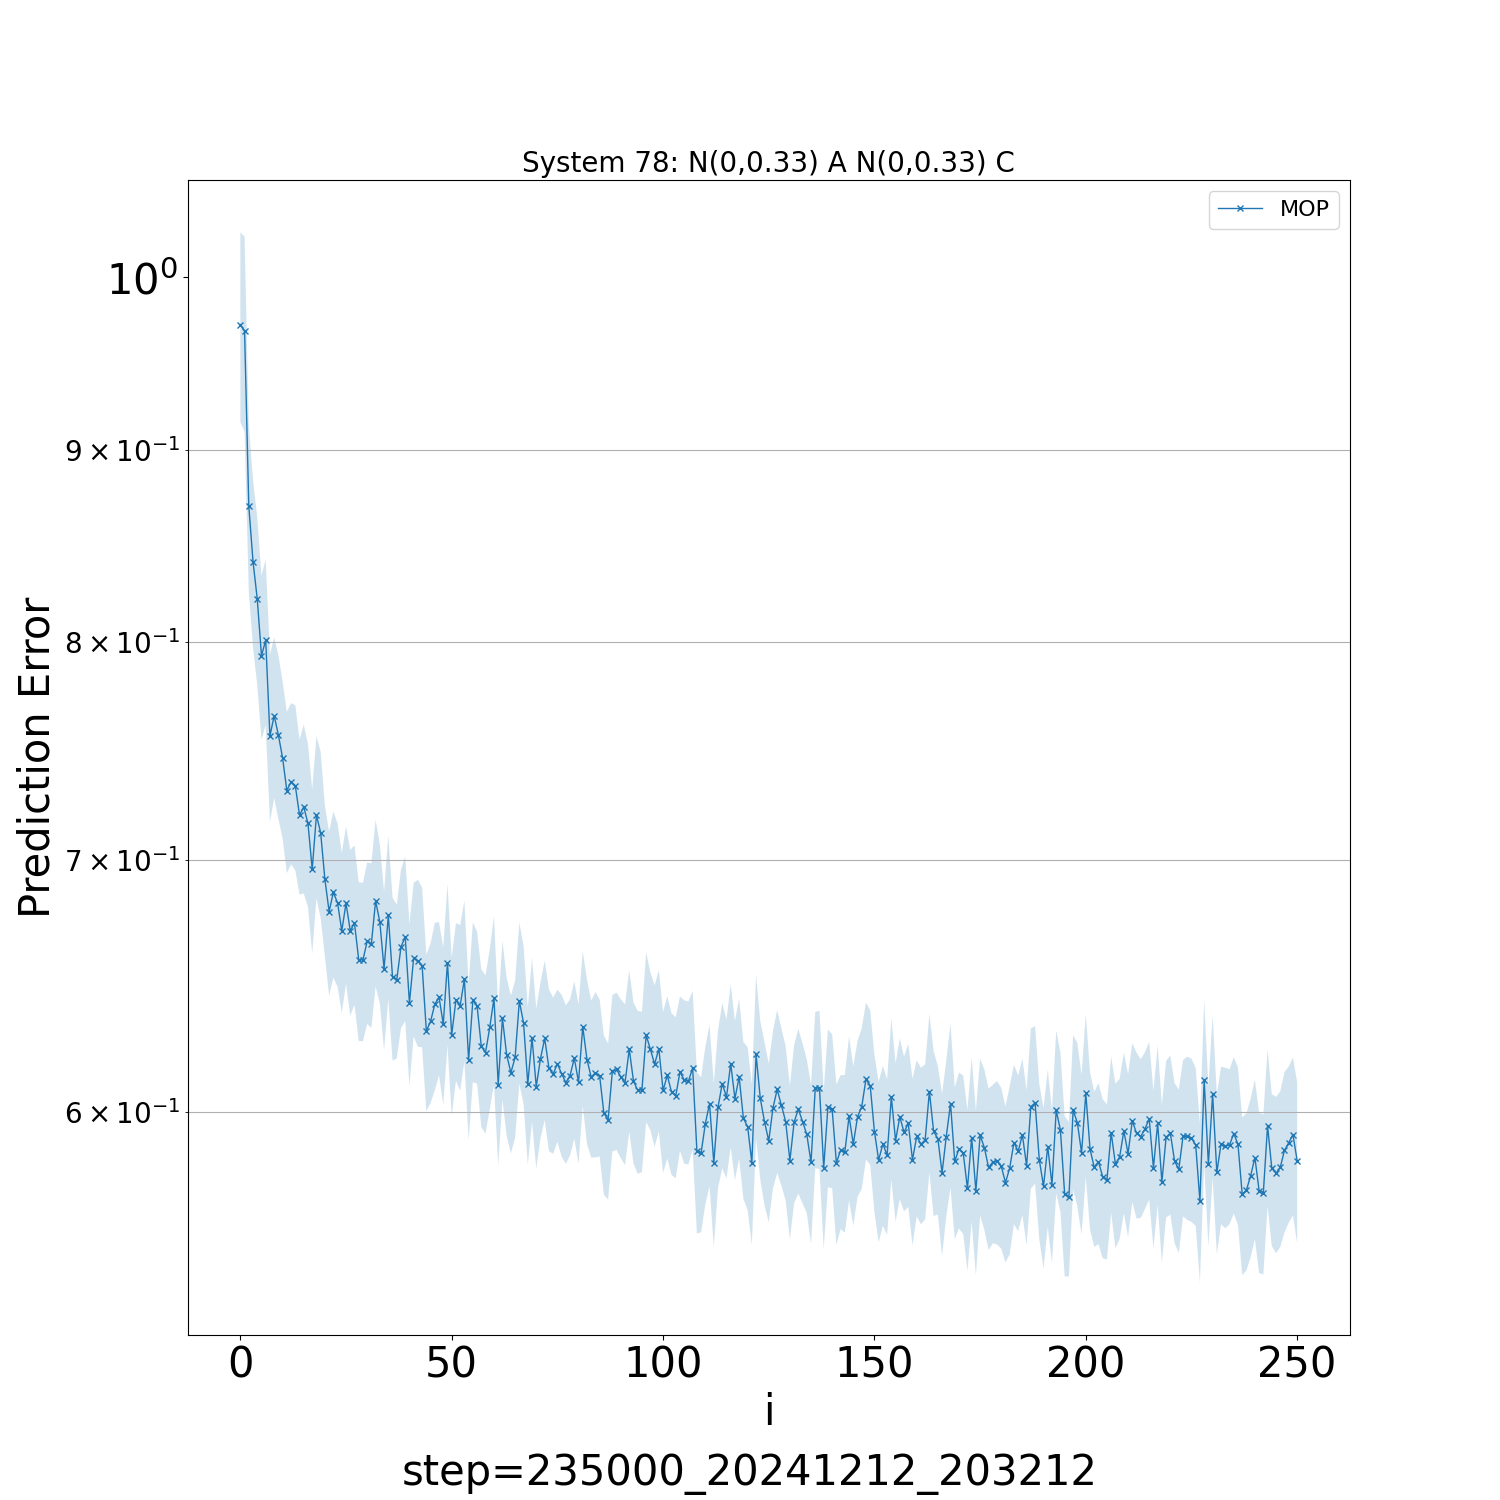 System 78: N(0,0.33) A N(0,0.33) C
MOP
10⁰
9 × 10⁻¹
8 × 10⁻¹
7 × 10⁻¹
6 × 10⁻¹
Prediction Error
0 50 100 150 200 250
i
step=235000_20241212_203212